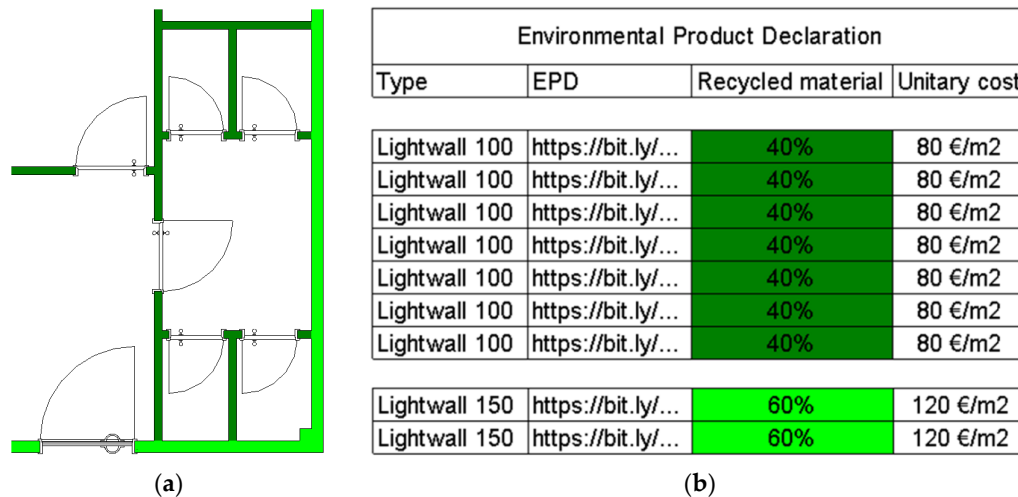 Environmental Product Declaration
Type EPD Recycled material Unitary cost
Lightwall 100 https://bit.ly/... 40% 80 €/m2
Lightwall 100 https://bit.ly/... 40% 80 €/m2
Lightwall 100 https://bit.ly/... 40% 80 €/m2
Lightwall 100 https://bit.ly/... 40% 80 €/m2
Lightwall 100 https://bit.ly/... 40% 80 €/m2
Lightwall 100 https://bit.ly/... 40% 80 €/m2
Lightwall 100 https://bit.ly/... 40% 80 €/m2
Lightwall 150 https://bit.ly/... 60% 120 €/m2
Lightwall 150 https://bit.ly/... 60% 120 €/m2
(a) (b)